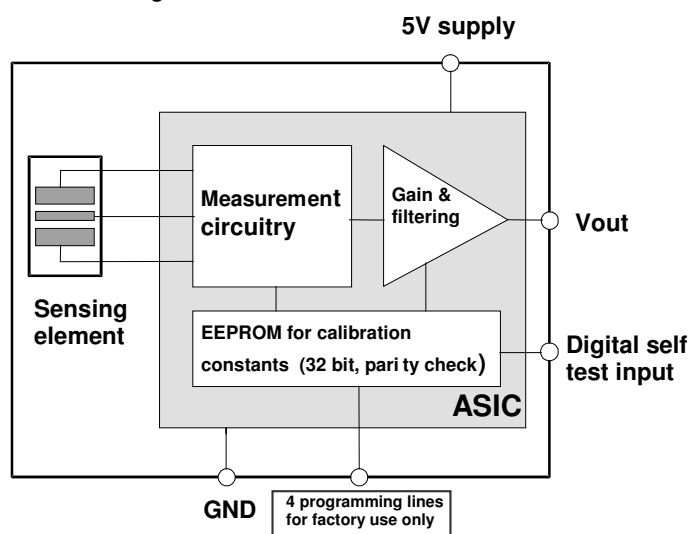 5V supply
Measurement
circuitry
Gain &
filtering
Vout
Sensing
element
EEPROM for calibration
constants (32 bit, pari ty check)
Digital self
test input
ASIC
GND
4 programming lines
for factory use only